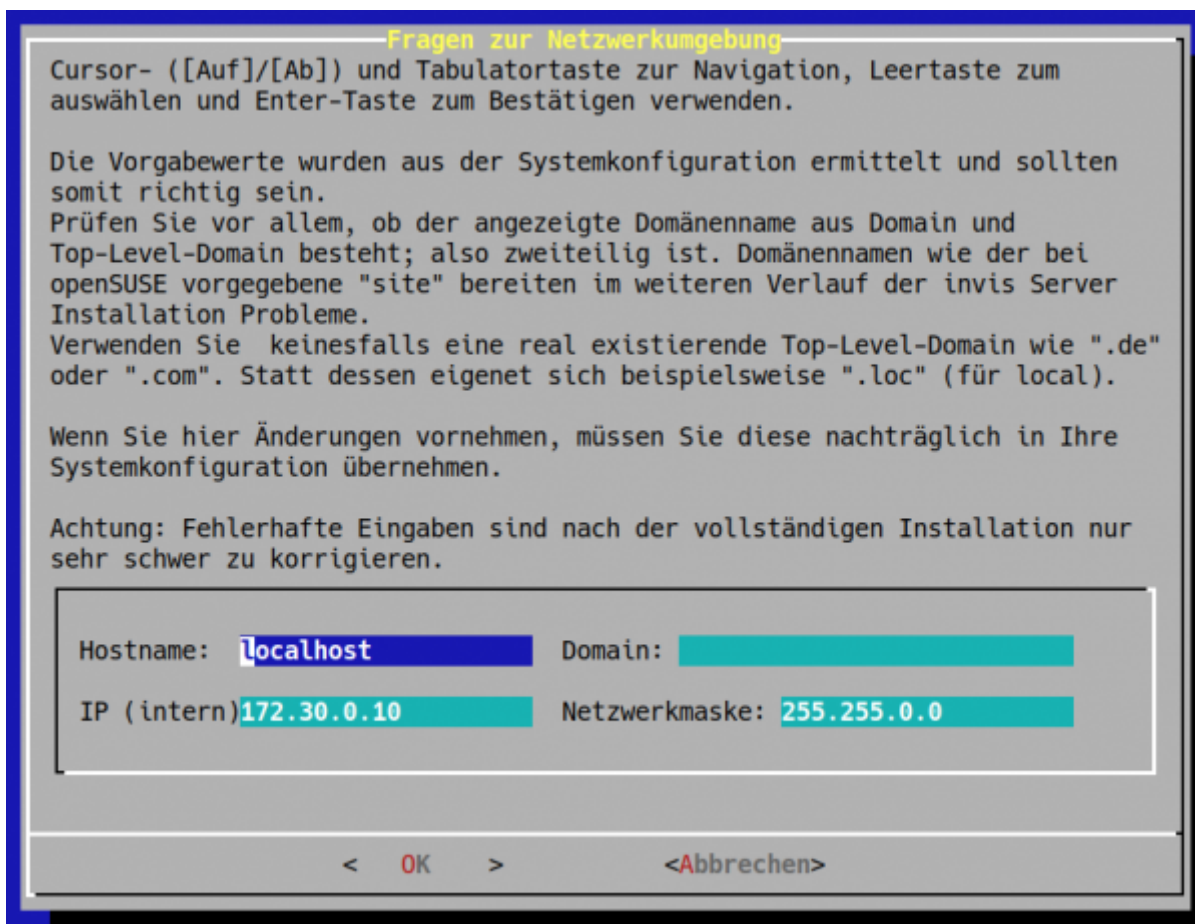 Fragen zur Netzwerkumgebung
Cursor- ([Auf]/[Ab]) und Tabulatortaste zur Navigation, Leertaste zum
auswählen und Enter-Taste zum Bestätigen verwenden.
Die Vorgabewerte wurden aus der Systemkonfiguration ermittelt und sollten
somit richtig sein.
Prüfen Sie vor allem, ob der angezeigte Domänenname aus Domain und
Top-Level-Domain besteht; also zweiteilig ist. Domänennamen wie der bei
openSUSE vorgegebene "site" bereiten im weiteren Verlauf der invis Server
Installation Probleme.
Verwenden Sie  keinesfalls eine real existierende Top-Level-Domain wie ".de"
oder ".com". Statt dessen eigenet sich beispielsweise ".loc" (für local).
Wenn Sie hier Änderungen vornehmen, müssen Sie diese nachträglich in Ihre
Systemkonfiguration übernehmen.
Achtung: Fehlerhafte Eingaben sind nach der vollständigen Installation nur
sehr schwer zu korrigieren.
Hostname: localhost Domain:
IP (intern)172.30.0.10 Netzwerkmaske: 255.255.0.0
< OK > <Abbrechen>